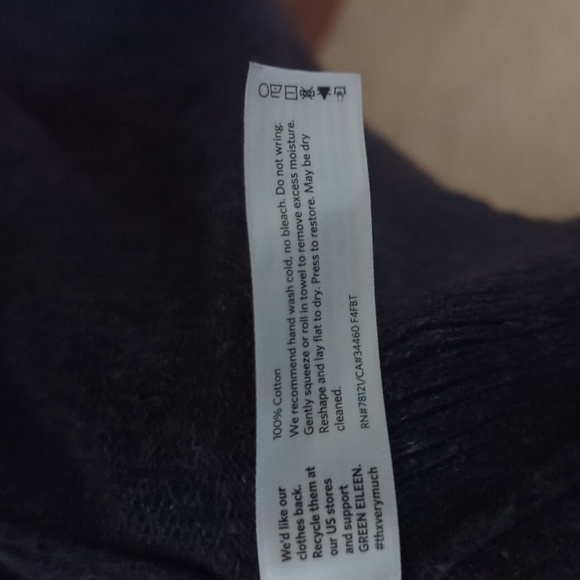 We'd like our
clothes back.
Recycle them at
our US stores
and support
GREEN EILEEN.
#thxverymuch
100% Cotton
We recommend hand wash cold, no bleach. Do not wring.
Gently squeeze or roll in towel to remove excess moisture.
Reshape and lay flat to dry. Press to restore. May be dry
cleaned.
RN#78121/CA#34460 F4FBT